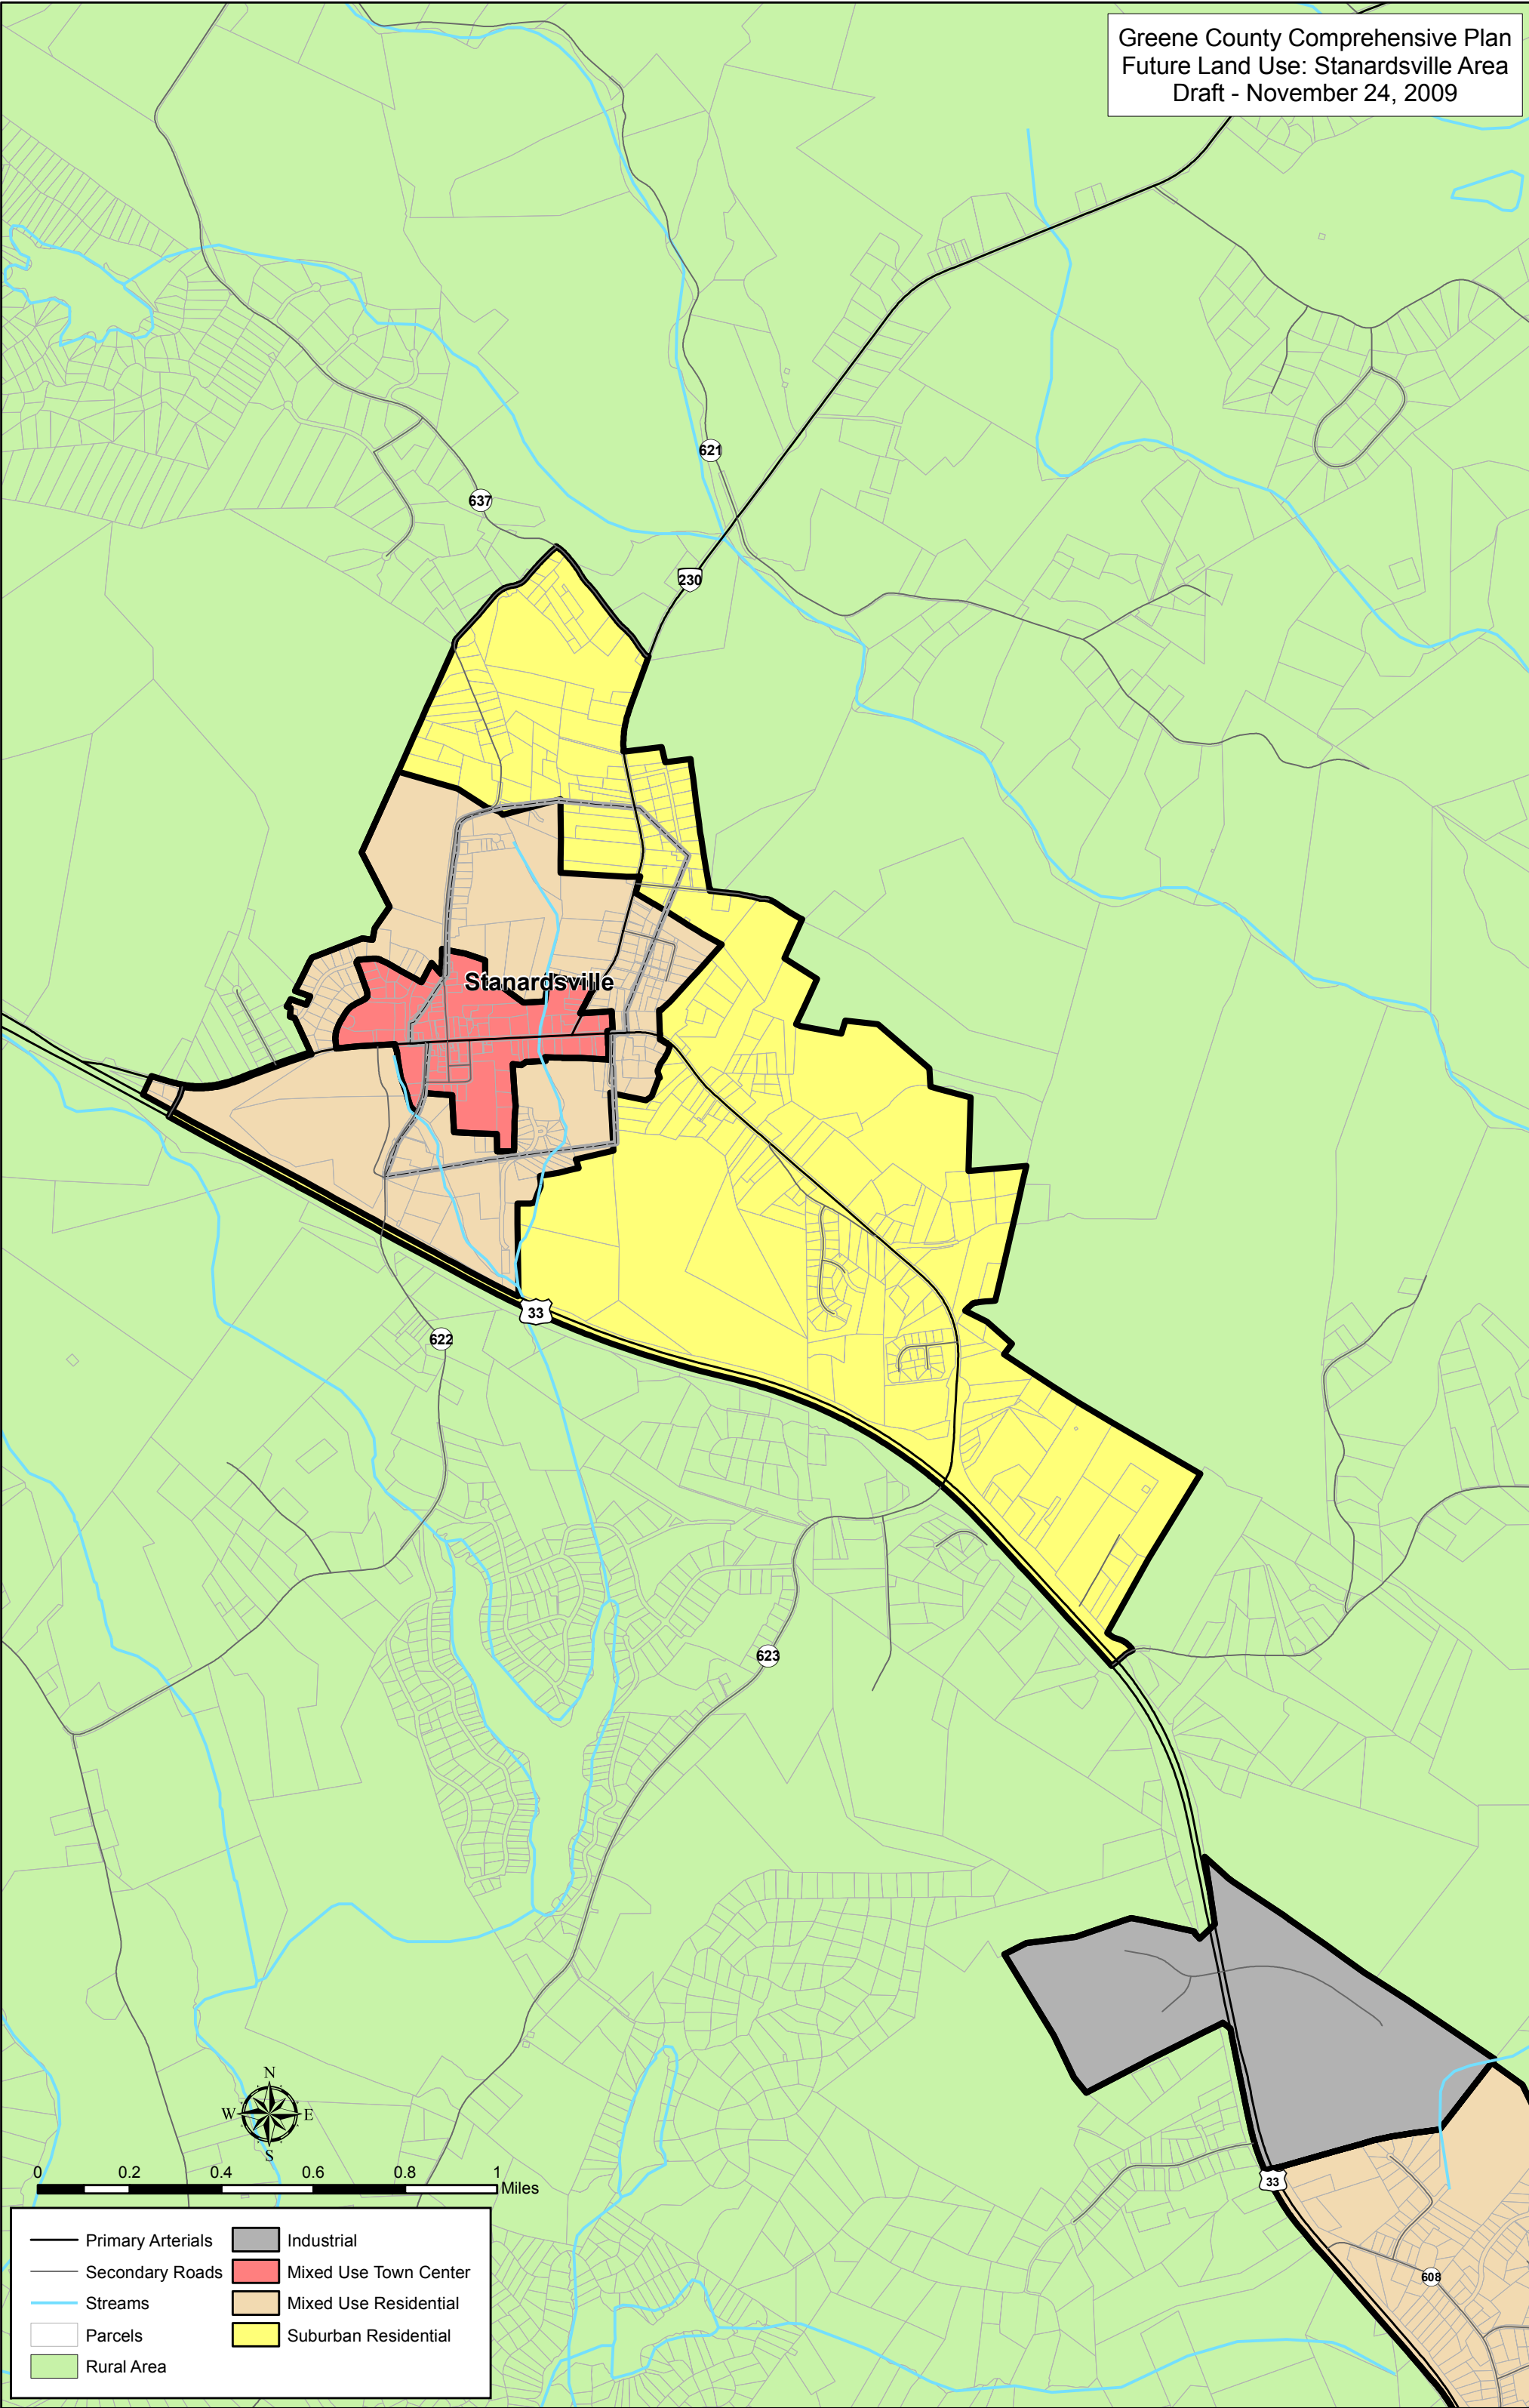 Greene County Comprehensive Plan
Future Land Use: Stanardsville Area
Draft - November 24, 2009
621
637
230
Stanardsville
33
622
623
N
W E
S
0 0.2 0.4 0.6 0.8 1
Miles
33
608
Primary Arterials
Secondary Roads
Streams
Parcels
Rural Area
Industrial
Mixed Use Town Center
Mixed Use Residential
Suburban Residential